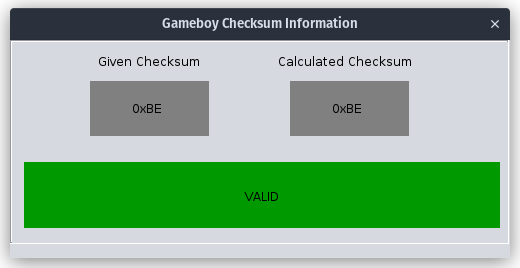 Gameboy Checksum Information ×
Given Checksum Calculated Checksum
0xBE 0xBE
VALID